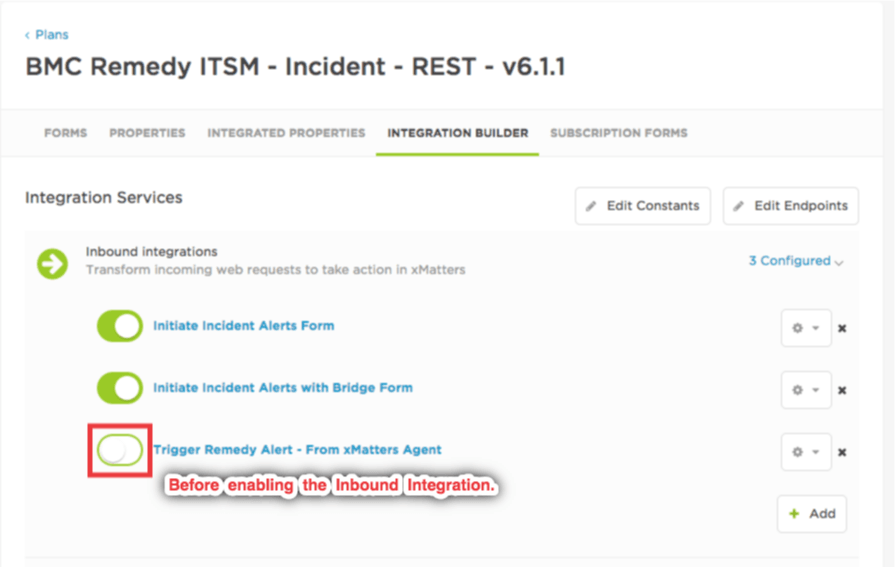 ‹ Plans
BMC Remedy ITSM - Incident - REST - v6.1.1
FORMS PROPERTIES INTEGRATED PROPERTIES INTEGRATION BUILDER SUBSCRIPTION FORMS
Integration Services
Edit Constants
Edit Endpoints
Inbound integrations
Transform incoming web requests to take action in xMatters
3 Configured
Initiate Incident Alerts Form
Initiate Incident Alerts with Bridge Form
Trigger Remedy Alert - From xMatters Agent
Before enabling the Inbound Integration.
+ Add